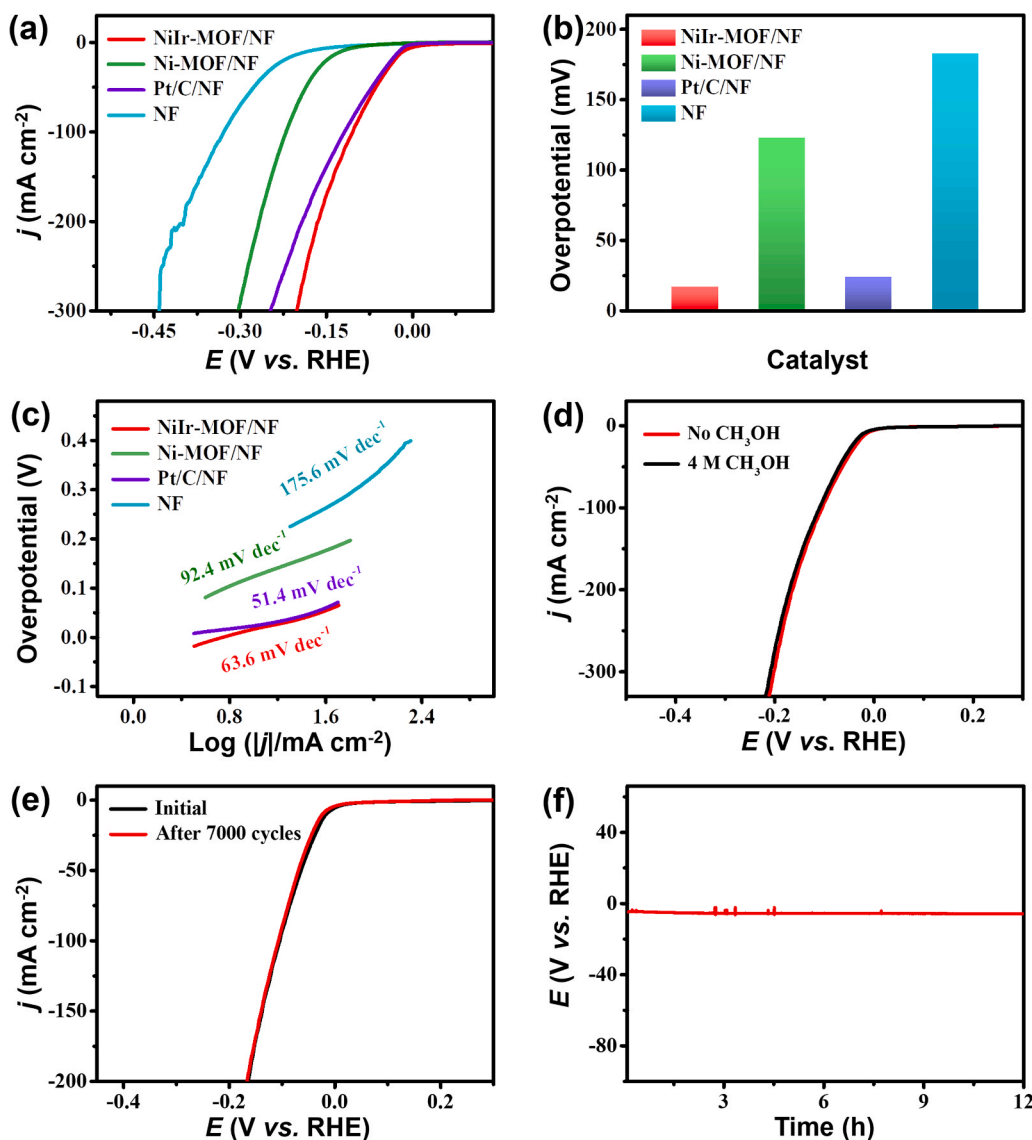 (a)
NiIr-MOF/NF
Ni-MOF/NF
Pt/C/NF
NF
j (mA cm-2)
0
-100
-200
-300
-0.45 -0.30 -0.15 0.00
E (V vs. RHE)
(b)
NiIr-MOF/NF
Ni-MOF/NF
Pt/C/NF
NF
Overpotential (mV)
200
150
100
50
0
Catalyst
(c)
NiIr-MOF/NF
Ni-MOF/NF
Pt/C/NF
NF
175.6 mV dec-1
92.4 mV dec-1
51.4 mV dec-1
63.6 mV dec-1
Overpotential (V)
0.4
0.3
0.2
0.1
0.0
-0.1
0.0 0.8 1.6 2.4
Log (|j|/mA cm-2)
(d)
No CH3OH
4 M CH3OH
j (mA cm-2)
0
-100
-200
-300
-0.4 -0.2 0.0 0.2
E (V vs. RHE)
(e)
Initial
After 7000 cycles
j (mA cm-2)
0
-50
-100
-150
-200
-0.4 -0.2 0.0 0.2
E (V vs. RHE)
(f)
E (V vs. RHE)
40
0
-40
-80
3 6 9 12
Time (h)